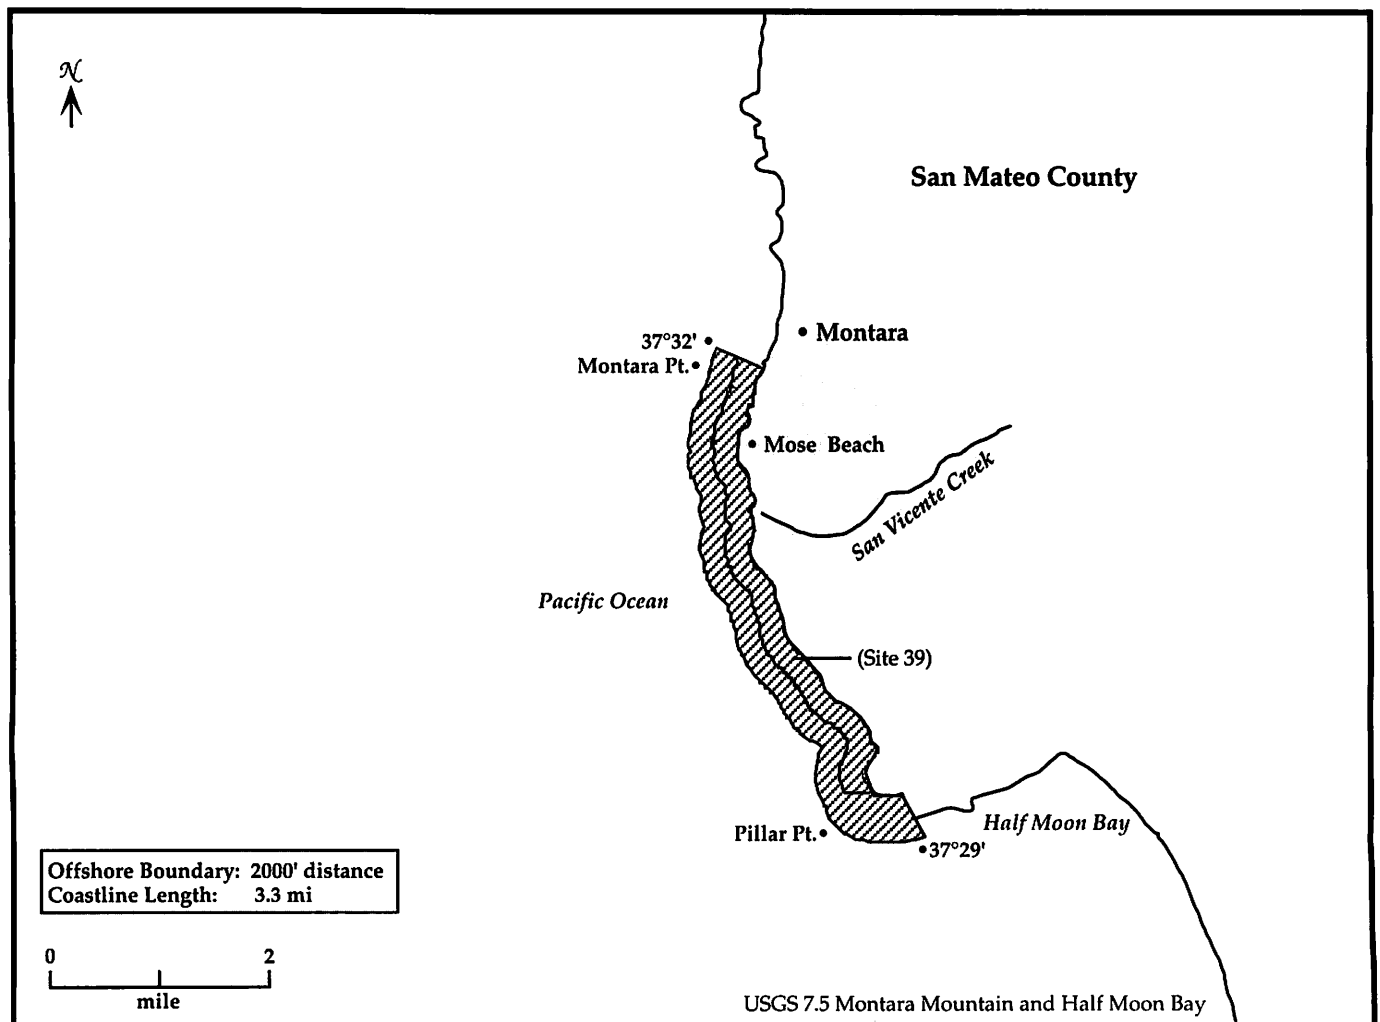 N
San Mateo County
37°32'
Montara
Montara Pt.
Mose Beach
San Vicente Creek
Pacific Ocean
(Site 39)
Half Moon Bay
Pillar Pt.
37°29'
Offshore Boundary: 2000' distance
Coastline Length: 3.3 mi
0 2
mile
USGS 7.5 Montara Mountain and Half Moon Bay